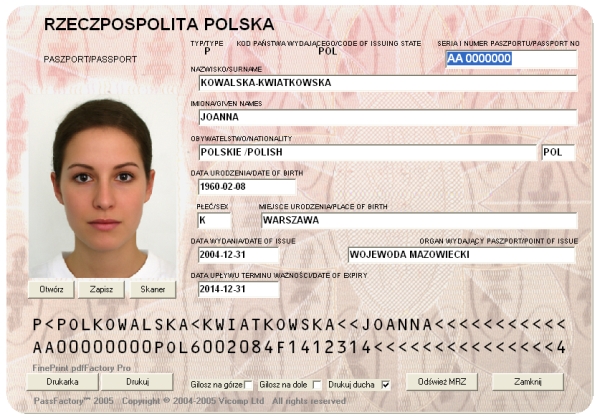 RZECZPOSPOLITA POLSKA
PASZPORT/PASSPORT
TYP/TYPE KOD PAŃSTWA WYDAJĄCEGO/CODE OF ISSUING STATE SERIA I NUMER PASZPORTU/PASSPORT NO
P POL AA 0000000
NAZWISKO/SURNAME
KOWALSKA-KWIATKOWSKA
IMIONA/GIVEN NAMES
JOANNA
OBYWATELSTWO/NATIONALITY
POLSKIE /POLISH POL
DATA URODZENIA/DATE OF BIRTH
1960-02-08
PŁEĆ/SEX MIEJSCE URODZENIA/PLACE OF BIRTH
K WARSZAWA
DATA WYDANIA/DATE OF ISSUE ORGAN WYDAJĄCY PASZPORT/POINT OF ISSUE
2004-12-31 WOJEWODA MAZOWIECKI
DATA UPŁYWU TERMINU WAŻNOŚCI/DATE OF EXPIRY
2014-12-31
Otwórz Zapisz Skaner
P<POLKOWALSKA<KWIATKOWSKA<<JOANNA<<<<<<<<<<<
AA00000000POL6002084F1412314<<<<<<<<<<<<<<<4
FinePrint pdfFactory Pro
Drukarka Drukuj Gilosz na górze Gilosz na dole Drukuj ducha Odśwież MRZ Zamknij
PassFactory™ 2005 Copyright © 2004-2005 Vicomp Ltd All rights reserved